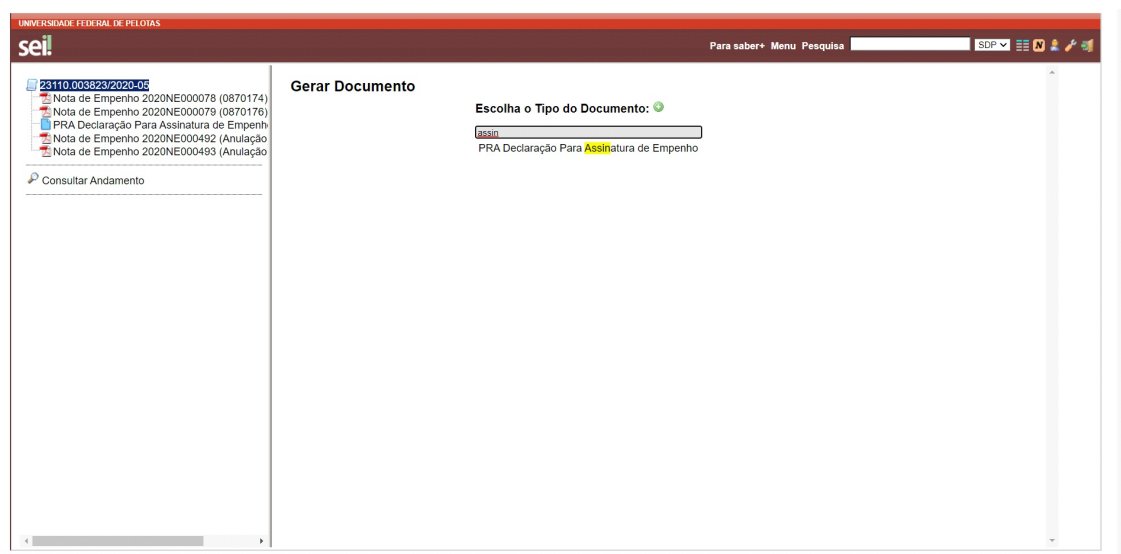 UNIVERSIDADE FEDERAL DE PELOTAS
sei!
Para saber+ Menu Pesquisa
SDP
N
23110.003823/2020-05
Nota de Empenho 2020NE000078 (0870174)
Nota de Empenho 2020NE000079 (0870176)
PRA Declaração Para Assinatura de Empenh
Nota de Empenho 2020NE000492 (Anulação
Nota de Empenho 2020NE000493 (Anulação
Consultar Andamento
Gerar Documento
Escolha o Tipo do Documento:
assin
PRA Declaração Para Assinatura de Empenho